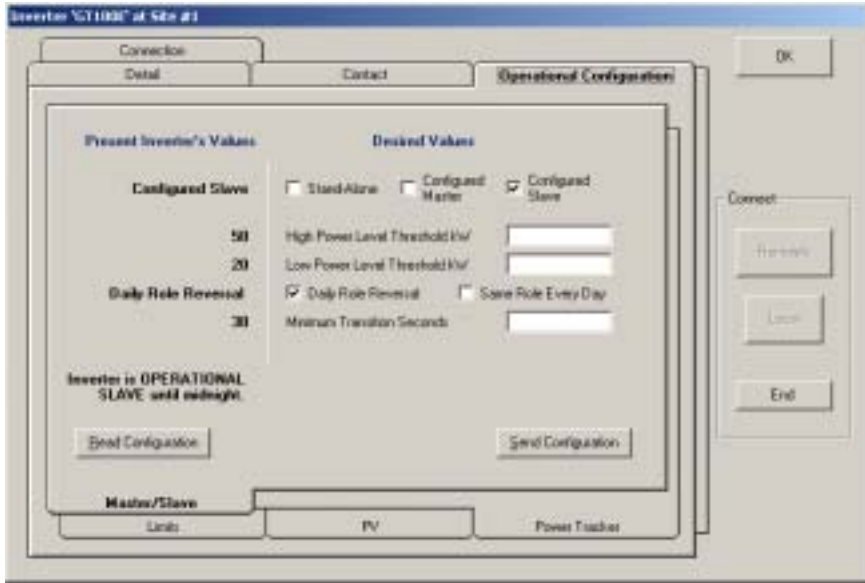 Inverter 'GT1008' at Site #1
Connection
Detail
Contact
Operational Configuration
OK
Present Inverter's Values
Desired Values
Configured Slave
Stand-Alone
Configured Master
Configured Slave
50
High Power Level Threshold kW
20
Low Power Level Threshold kW
Daily Role Reversal
Daily Role Reversal
Same Role Every Day
30
Minimum Transition Seconds
Inverter is OPERATIONAL
SLAVE until midnight.
Read Configuration
Send Configuration
Connect
Local
End
Master/Slave
Limits
PV
Power Tracker